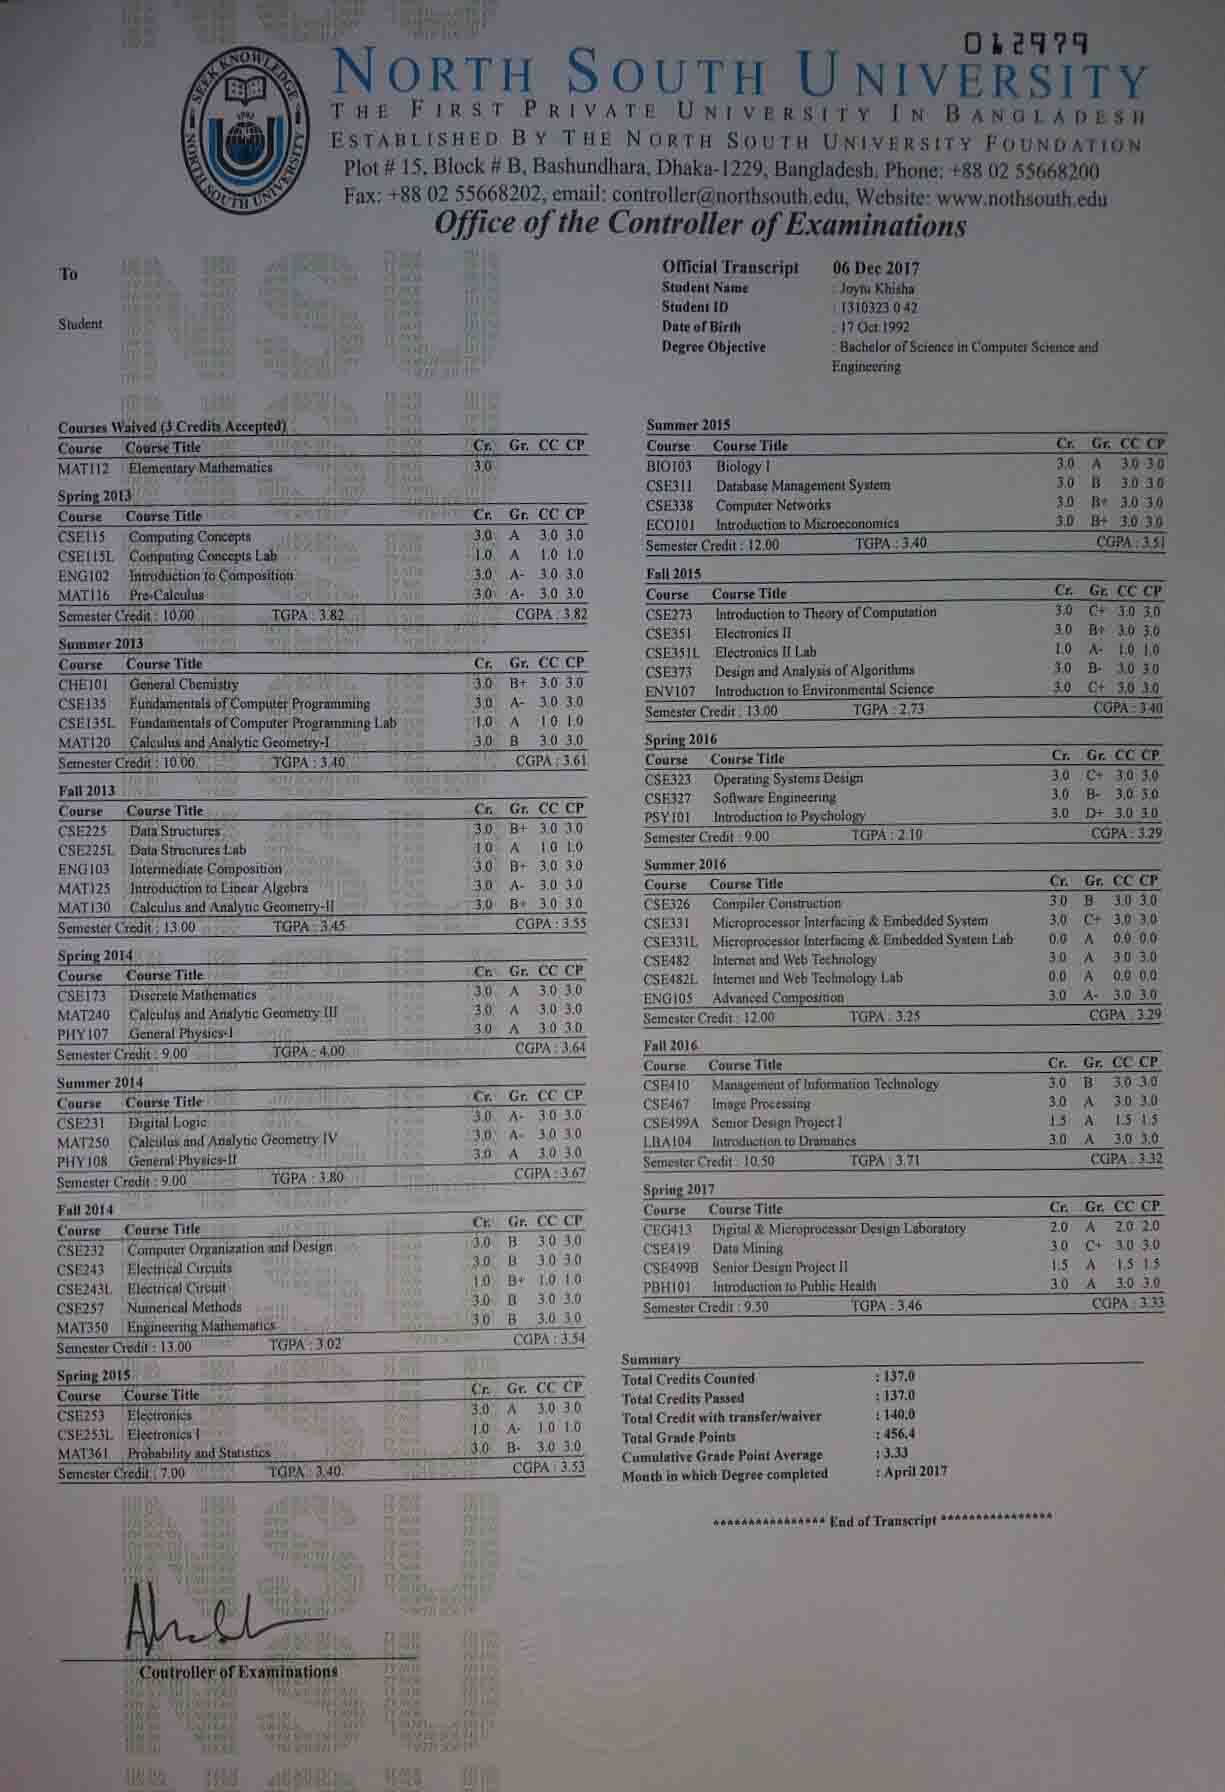 012979
SEEK KNOWLEDGE
1992
NORTH SOUTH UNIVERSITY
NORTH SOUTH UNIVERSITY
THE FIRST PRIVATE UNIVERSITY IN BANGLADESH
ESTABLISHED BY THE NORTH SOUTH UNIVERSITY FOUNDATION
Plot # 15, Block # B, Bashundhara, Dhaka-1229, Bangladesh, Phone: +88 02 55668200
Fax: +88 02 55668202, email: controller@northsouth.edu, Website: www.nothsouth.edu
Office of the Controller of Examinations
To
Student
Official Transcript 06 Dec 2017
Student Name : Joytu Khisha
Student ID : 1310323 0 42
Date of Birth : 17 Oct 1992
Degree Objective : Bachelor of Science in Computer Science and
Engineering
Courses Waived (3 Credits Accepted)
Course Course Title Cr. Gr. CC CP
MAT112 Elementary Mathematics 3.0
Spring 2013
Course Course Title Cr. Gr. CC CP
CSE115 Computing Concepts 3.0 A 3.0 3.0
CSE115L Computing Concepts Lab 1.0 A 1.0 1.0
ENG102 Introduction to Composition 3.0 A- 3.0 3.0
MAT116 Pre-Calculus 3.0 A- 3.0 3.0
Semester Credit : 10.00 TGPA : 3.82 CGPA : 3.82
Summer 2013
Course Course Title Cr. Gr. CC CP
CHE101 General Chemistry 3.0 B+ 3.0 3.0
CSE135 Fundamentals of Computer Programming 3.0 A- 3.0 3.0
CSE135L Fundamentals of Computer Programming Lab 1.0 A 1.0 1.0
MAT120 Calculus and Analytic Geometry-I 3.0 B 3.0 3.0
Semester Credit : 10.00 TGPA : 3.40 CGPA : 3.61
Fall 2013
Course Course Title Cr. Gr. CC CP
CSE225 Data Structures 3.0 B+ 3.0 3.0
CSE225L Data Structures Lab 1.0 A 1.0 1.0
ENG103 Intermediate Composition 3.0 B+ 3.0 3.0
MAT125 Introduction to Linear Algebra 3.0 A- 3.0 3.0
MAT130 Calculus and Analytic Geometry-II 3.0 B+ 3.0 3.0
Semester Credit : 13.00 TGPA : 3.45 CGPA : 3.55
Spring 2014
Course Course Title Cr. Gr. CC CP
CSE173 Discrete Mathematics 3.0 A 3.0 3.0
MAT240 Calculus and Analytic Geometry III 3.0 A 3.0 3.0
PHY107 General Physics-I 3.0 A 3.0 3.0
Semester Credit : 9.00 TGPA : 4.00 CGPA : 3.64
Summer 2014
Course Course Title Cr. Gr. CC CP
CSE231 Digital Logic 3.0 A- 3.0 3.0
MAT250 Calculus and Analytic Geometry IV 3.0 A- 3.0 3.0
PHY108 General Physics-II 3.0 A 3.0 3.0
Semester Credit : 9.00 TGPA : 3.80 CGPA : 3.67
Fall 2014
Course Course Title Cr. Gr. CC CP
CSE232 Computer Organization and Design 3.0 B 3.0 3.0
CSE243 Electrical Circuits 3.0 B 3.0 3.0
CSE243L Electrical Circuit 1.0 B+ 1.0 1.0
CSE257 Numerical Methods 3.0 B 3.0 3.0
MAT350 Engineering Mathematics 3.0 B 3.0 3.0
Semester Credit : 13.00 TGPA : 3.02 CGPA : 3.54
Spring 2015
Course Course Title Cr. Gr. CC CP
CSE253 Electronics 3.0 A 3.0 3.0
CSE253L Electronics I 1.0 A- 1.0 1.0
MAT361 Probability and Statistics 3.0 B- 3.0 3.0
Semester Credit : 7.00 TGPA : 3.40 CGPA : 3.53
Summer 2015
Course Course Title Cr. Gr. CC CP
BIO103 Biology I 3.0 A 3.0 3.0
CSE311 Database Management System 3.0 B 3.0 3.0
CSE338 Computer Networks 3.0 B+ 3.0 3.0
ECO101 Introduction to Microeconomics 3.0 B+ 3.0 3.0
Semester Credit : 12.00 TGPA : 3.40 CGPA : 3.51
Fall 2015
Course Course Title Cr. Gr. CC CP
CSE273 Introduction to Theory of Computation 3.0 C+ 3.0 3.0
CSE351 Electronics II 3.0 B+ 3.0 3.0
CSE351L Electronics II Lab 1.0 A- 1.0 1.0
CSE373 Design and Analysis of Algorithms 3.0 B- 3.0 3.0
ENV107 Introduction to Environmental Science 3.0 C+ 3.0 3.0
Semester Credit : 13.00 TGPA : 2.73 CGPA : 3.40
Spring 2016
Course Course Title Cr. Gr. CC CP
CSE323 Operating Systems Design 3.0 C+ 3.0 3.0
CSE327 Software Engineering 3.0 B- 3.0 3.0
PSY101 Introduction to Psychology 3.0 D+ 3.0 3.0
Semester Credit : 9.00 TGPA : 2.10 CGPA : 3.29
Summer 2016
Course Course Title Cr. Gr. CC CP
CSE326 Compiler Construction 3.0 B 3.0 3.0
CSE331 Microprocessor Interfacing & Embedded System 3.0 C+ 3.0 3.0
CSE331L Microprocessor Interfacing & Embedded System Lab 0.0 A 0.0 0.0
CSE482 Internet and Web Technology 3.0 A 3.0 3.0
CSE482L Internet and Web Technology Lab 0.0 A 0.0 0.0
ENG105 Advanced Composition 3.0 A- 3.0 3.0
Semester Credit : 12.00 TGPA : 3.25 CGPA : 3.29
Fall 2016
Course Course Title Cr. Gr. CC CP
CSE410 Management of Information Technology 3.0 B 3.0 3.0
CSE467 Image Processing 3.0 A 3.0 3.0
CSE499A Senior Design Project I 1.5 A 1.5 1.5
LBA104 Introduction to Dramatics 3.0 A 3.0 3.0
Semester Credit : 10.50 TGPA : 3.71 CGPA : 3.32
Spring 2017
Course Course Title Cr. Gr. CC CP
CEG413 Digital & Microprocessor Design Laboratory 2.0 A 2.0 2.0
CSE419 Data Mining 3.0 C+ 3.0 3.0
CSE499B Senior Design Project II 1.5 A 1.5 1.5
PBH101 Introduction to Public Health 3.0 A 3.0 3.0
Semester Credit : 9.50 TGPA : 3.46 CGPA : 3.33
Summary
Total Credits Counted : 137.0
Total Credits Passed : 137.0
Total Credit with transfer/waiver : 140.0
Total Grade Points : 456.4
Cumulative Grade Point Average : 3.33
Month in which Degree completed : April 2017
**************** End of Transcript ****************
Controller of Examinations